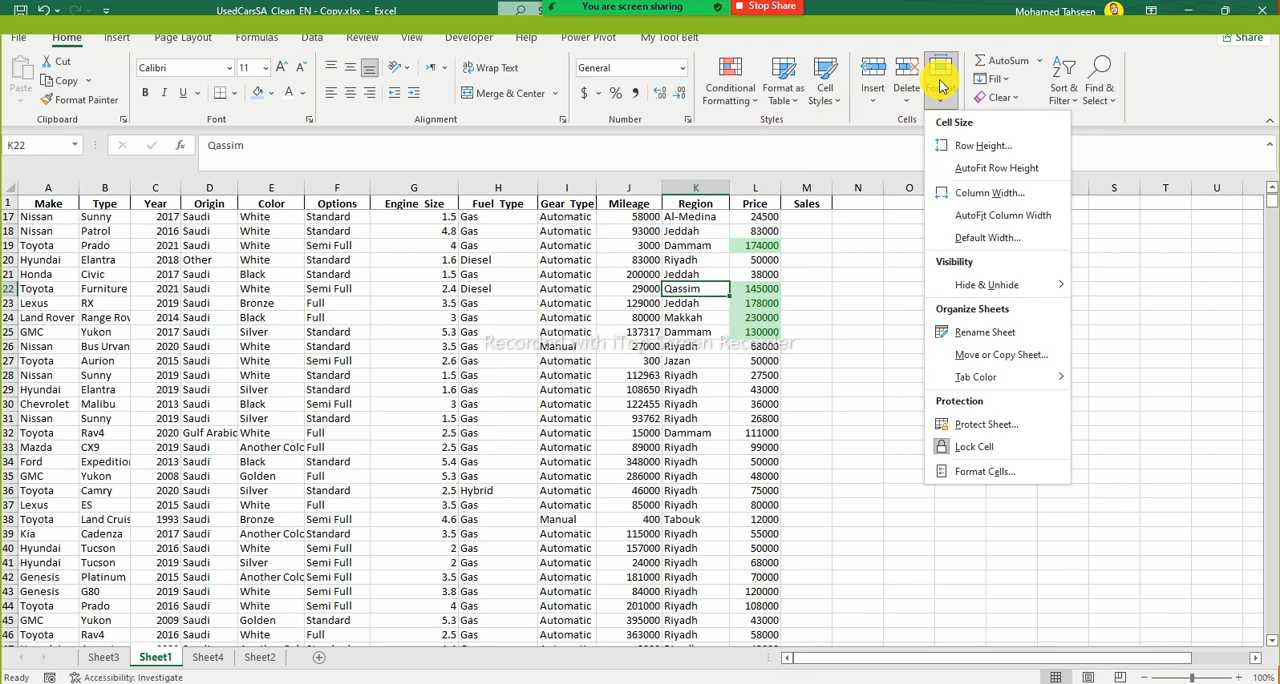 UsedCarsSA_Clean_EN - Copy.xlsx - Excel
You are screen sharing
Stop Share
Mohamed Tahseen
File Home Insert Page Layout Formulas Data Review View Developer Help Power Pivot My Tool Belt
Share
Paste
Cut
Copy
Format Painter
Clipboard
Calibri 11
B I U
Font
Wrap Text
Merge & Center
Alignment
General
$ % 9
Number
Conditional Formatting
Format as Table
Cell Styles
Styles
Insert
Delete
Cells
AutoSum
Fill
Clear
Sort & Filter
Find & Select
Cell Size
Row Height...
AutoFit Row Height
Column Width...
AutoFit Column Width
Default Width...
Visibility
Hide & Unhide
Organize Sheets
Rename Sheet
Move or Copy Sheet...
Tab Color
Protection
Protect Sheet...
Lock Cell
Format Cells...
K22 fx Qassim
A B C D E F G H I J K L M N O S T U
1 Make Type Year Origin Color Options Engine_Size Fuel_Type Gear_Type Mileage Region Price Sales
17 Nissan Sunny 2017 Saudi White Standard 1.5 Gas Automatic 58000 Al-Medina 24500
18 Nissan Patrol 2016 Saudi White Standard 4.8 Gas Automatic 93000 Jeddah 83000
19 Toyota Prado 2021 Saudi White Semi Full 4 Gas Automatic 3000 Dammam 174000
20 Hyundai Elantra 2018 Other White Standard 1.6 Diesel Automatic 83000 Riyadh 50000
21 Honda Civic 2017 Saudi Black Standard 1.5 Gas Automatic 200000 Jeddah 38000
22 Toyota Furniture 2021 Saudi White Semi Full 2.4 Diesel Automatic 29000 Qassim 145000
23 Lexus RX 2019 Saudi Bronze Full 3.5 Gas Automatic 129000 Jeddah 178000
24 Land Rover Range Rov 2014 Saudi Black Full 3 Gas Automatic 80000 Makkah 230000
25 GMC Yukon 2017 Saudi Silver Standard 5.3 Gas Automatic 137317 Dammam 130000
26 Nissan Bus Urvan 2020 Saudi White Standard 3.5 Gas Manual 27000 Riyadh 68000
Recorded with iTop Screen Recorder
27 Toyota Aurion 2015 Saudi White Semi Full 2.6 Gas Automatic 300 Jazan 50000
28 Nissan Sunny 2019 Saudi Silver Standard 1.5 Gas Automatic 112963 Riyadh 27500
29 Hyundai Elantra 2019 Saudi Silver Standard 1.6 Gas Automatic 108650 Riyadh 43000
30 Chevrolet Malibu 2013 Saudi Black Semi Full 3 Gas Automatic 122455 Riyadh 36000
31 Nissan Sunny 2019 Saudi Silver Standard 1.5 Gas Automatic 93762 Riyadh 26800
32 Toyota Rav4 2020 Gulf Arabic White Full 2.5 Gas Automatic 15000 Dammam 111000
33 Mazda CX9 2019 Saudi Another Col Full 2.5 Gas Automatic 89000 Riyadh 99000
34 Ford Expeditio 2013 Saudi Black Semi Full 5.4 Gas Automatic 348000 Riyadh 50000
35 GMC Yukon 2008 Saudi Golden Full 5.3 Gas Automatic 286000 Riyadh 48000
36 Toyota Camry 2020 Saudi Silver Standard 2.5 Hybrid Automatic 46000 Riyadh 75000
37 Lexus ES 2015 Saudi White Full 3.5 Gas Automatic 85000 Riyadh 80000
38 Toyota Land Cruis 1993 Saudi Bronze Semi Full 4.6 Gas Manual 400 Tabouk 12000
39 Kia Cadenza 2017 Saudi Another Colo Standard 3.5 Gas Automatic 115000 Riyadh 55000
40 Hyundai Tucson 2016 Saudi White Semi Full 2 Gas Automatic 157000 Riyadh 50000
41 Hyundai Tucson 2019 Saudi Silver Semi Full 2 Gas Automatic 24000 Riyadh 68000
42 Genesis Platinum 2015 Saudi Another Colo Semi Full 3.5 Gas Automatic 181000 Riyadh 70000
43 Genesis G80 2019 Saudi White Standard 3.8 Gas Automatic 84000 Riyadh 120000
44 Toyota Prado 2016 Saudi White Semi Full 4 Gas Automatic 201000 Riyadh 108000
45 GMC Yukon 2009 Saudi Golden Standard 5.3 Gas Automatic 395000 Riyadh 43000
46 Toyota Rav4 2016 Saudi White Full 2.5 Gas Automatic 363000 Riyadh 58000
Sheet3 Sheet1 Sheet4 Sheet2
Ready Accessibility: Investigate 100%